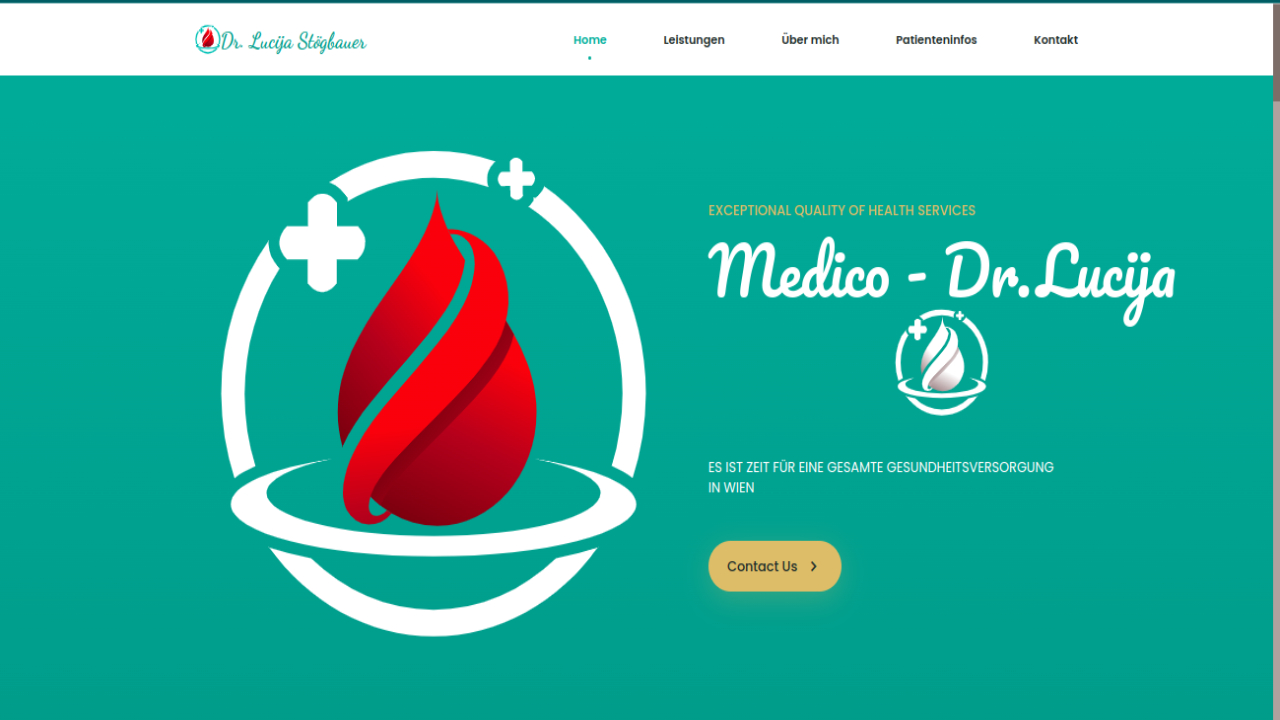 Dr. Lucija Stögbauer
Home
Leistungen
Über mich
Patienteninfos
Kontakt
EXCEPTIONAL QUALITY OF HEALTH SERVICES
Medico - Dr.Lucija
ES IST ZEIT FÜR EINE GESAMTE GESUNDHEITSVERSORGUNG
IN WIEN
Contact Us